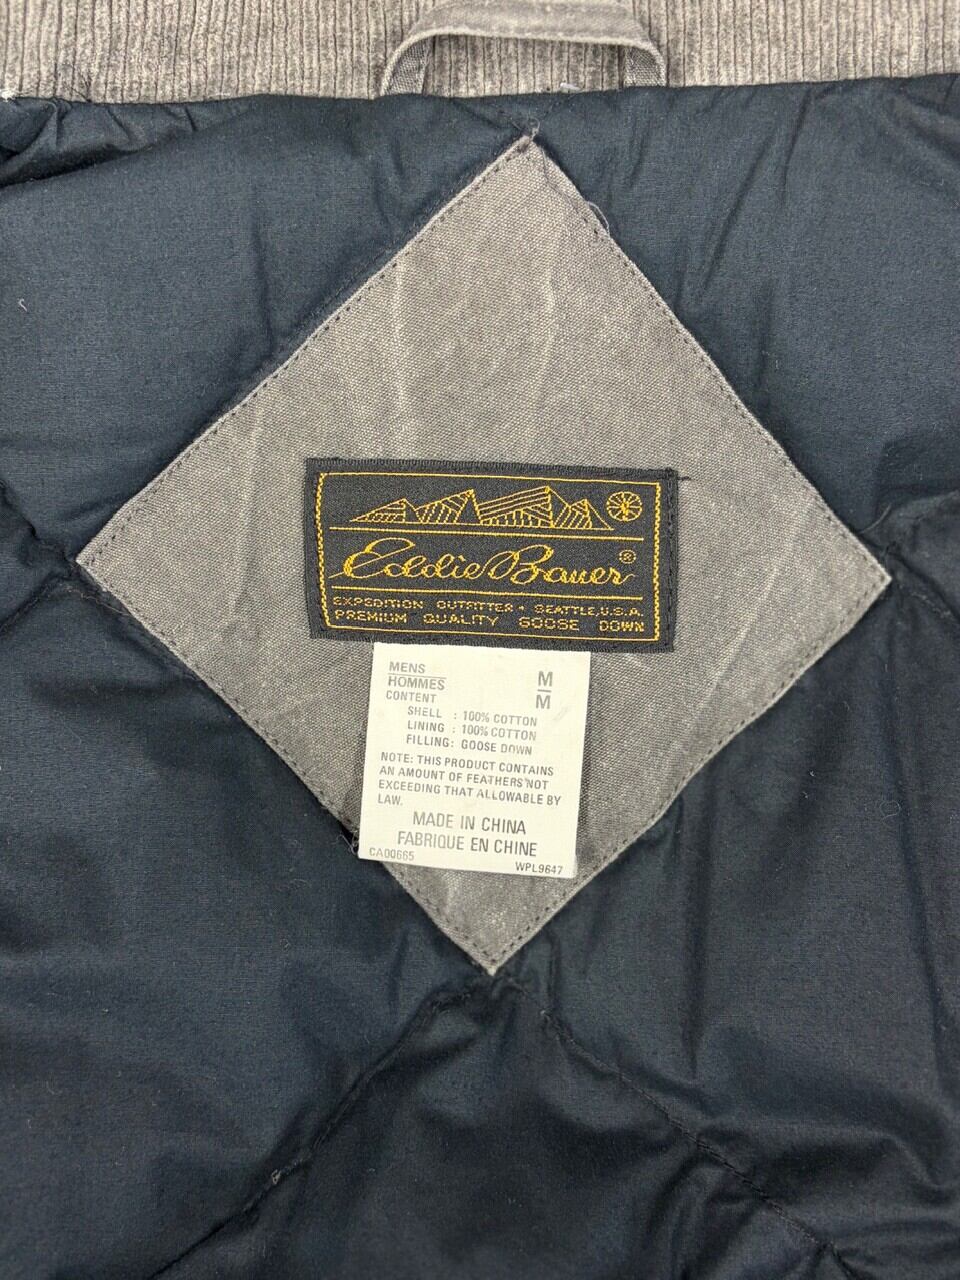 Eddie Bauer ®
EXPEDITION OUTFITTER • SEATTLE, U.S.A.
PREMIUM QUALITY GOOSE DOWN
MENS M
HOMMES M
CONTENT
SHELL : 100% COTTON
LINING : 100% COTTON
FILLING: GOOSE DOWN
NOTE: THIS PRODUCT CONTAINS
AN AMOUNT OF FEATHERS NOT
EXCEEDING THAT ALLOWABLE BY
LAW.
MADE IN CHINA
FABRIQUE EN CHINE
CA00665 WPL9647